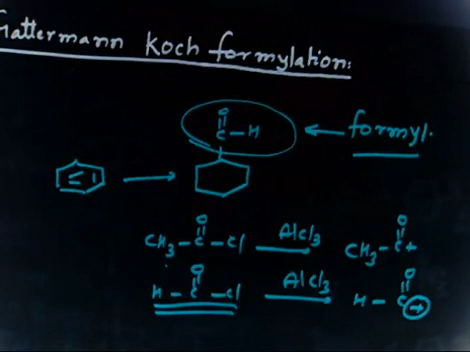 Gattermann Koch formylation:
O
||
C-H ← formyl.
→
O
||
CH3-C-Cl AlCl3→ CH3-C+
O
||
H-C-Cl AlCl3→ H-C+